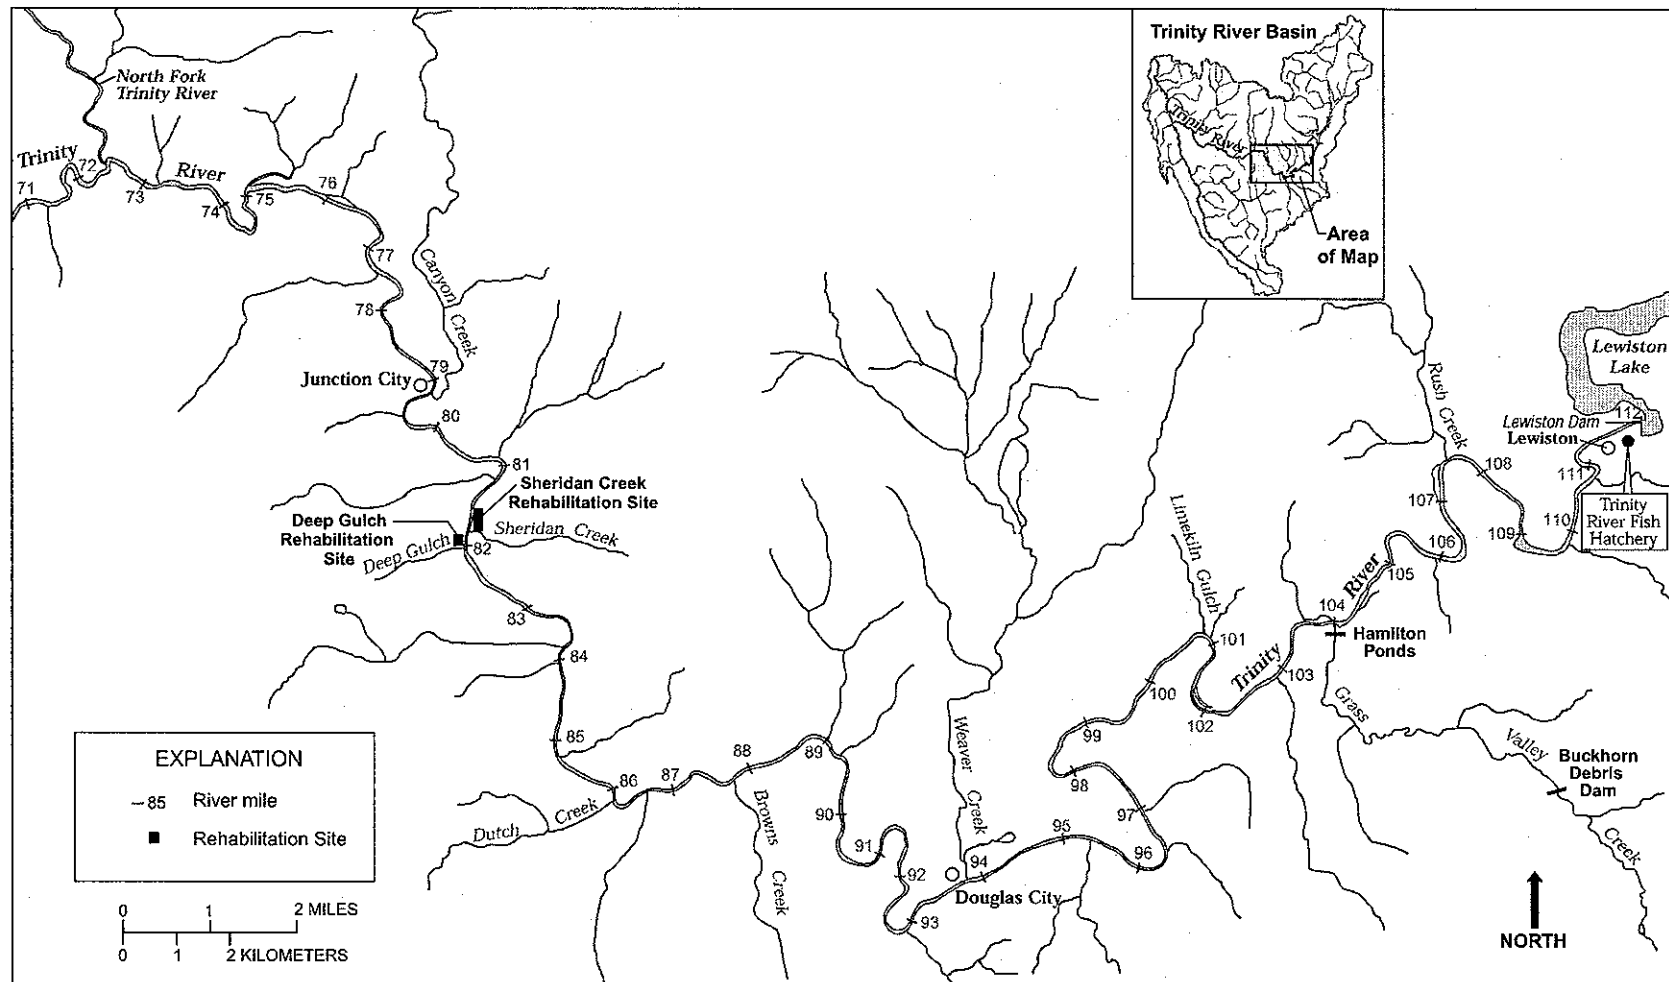 Trinity River Basin
Trinity River
Area
of Map
North Fork
Trinity River
Trinity
River
71
72
73
74
75
76
77
78
79
80
81
82
83
84
85
86
87
88
89
90
91
92
93
94
95
96
97
98
99
100
101
102
103
104
105
106
107
108
109
110
111
112
Canyon Creek
Junction City
Sheridan Creek
Rehabilitation Site
Deep Gulch
Rehabilitation
Site
Deep Gulch
Sheridan Creek
Dutch Creek
Browns Creek
Weaver Creek
Douglas City
Limekiln Gulch
Trinity River
Rush Creek
Lewiston
Lake
Lewiston Dam
Lewiston
Trinity
River Fish
Hatchery
Hamilton
Ponds
Grass Valley Creek
Buckhorn
Debris
Dam
EXPLANATION
85 River mile
Rehabilitation Site
0 1 2 MILES
0 1 2 KILOMETERS
NORTH